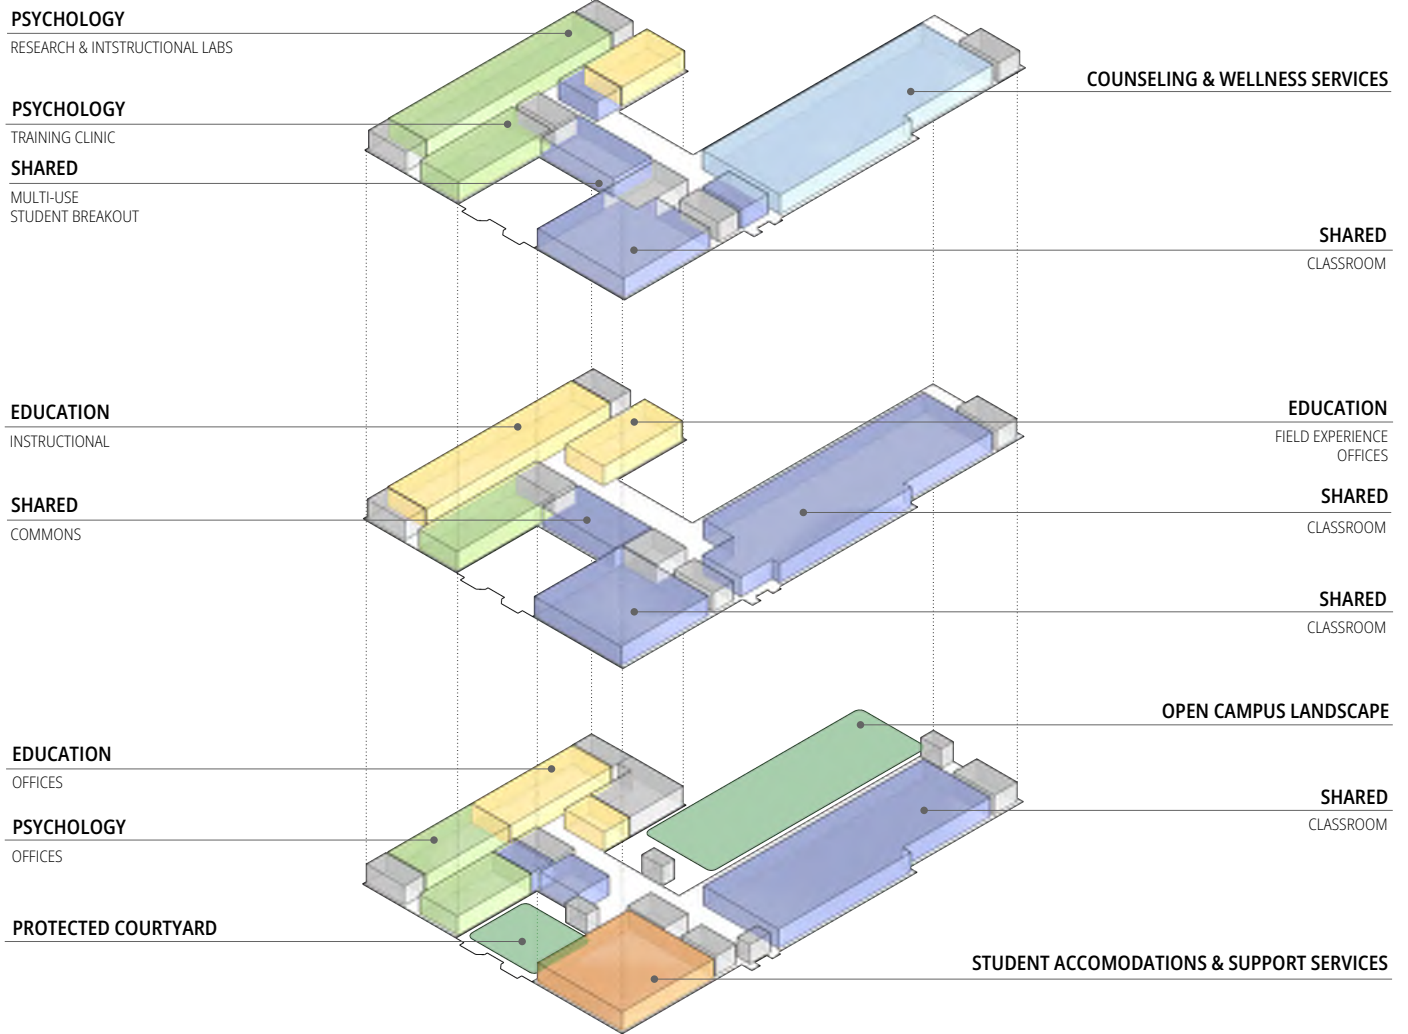 PSYCHOLOGY
RESEARCH & INTSTRUCTIONAL LABS
COUNSELING & WELLNESS SERVICES
PSYCHOLOGY
TRAINING CLINIC
SHARED
MULTI-USE
STUDENT BREAKOUT
SHARED
CLASSROOM
EDUCATION
INSTRUCTIONAL
EDUCATION
FIELD EXPERIENCE
OFFICES
SHARED
COMMONS
SHARED
CLASSROOM
SHARED
CLASSROOM
OPEN CAMPUS LANDSCAPE
EDUCATION
OFFICES
SHARED
CLASSROOM
PSYCHOLOGY
OFFICES
PROTECTED COURTYARD
STUDENT ACCOMODATIONS & SUPPORT SERVICES